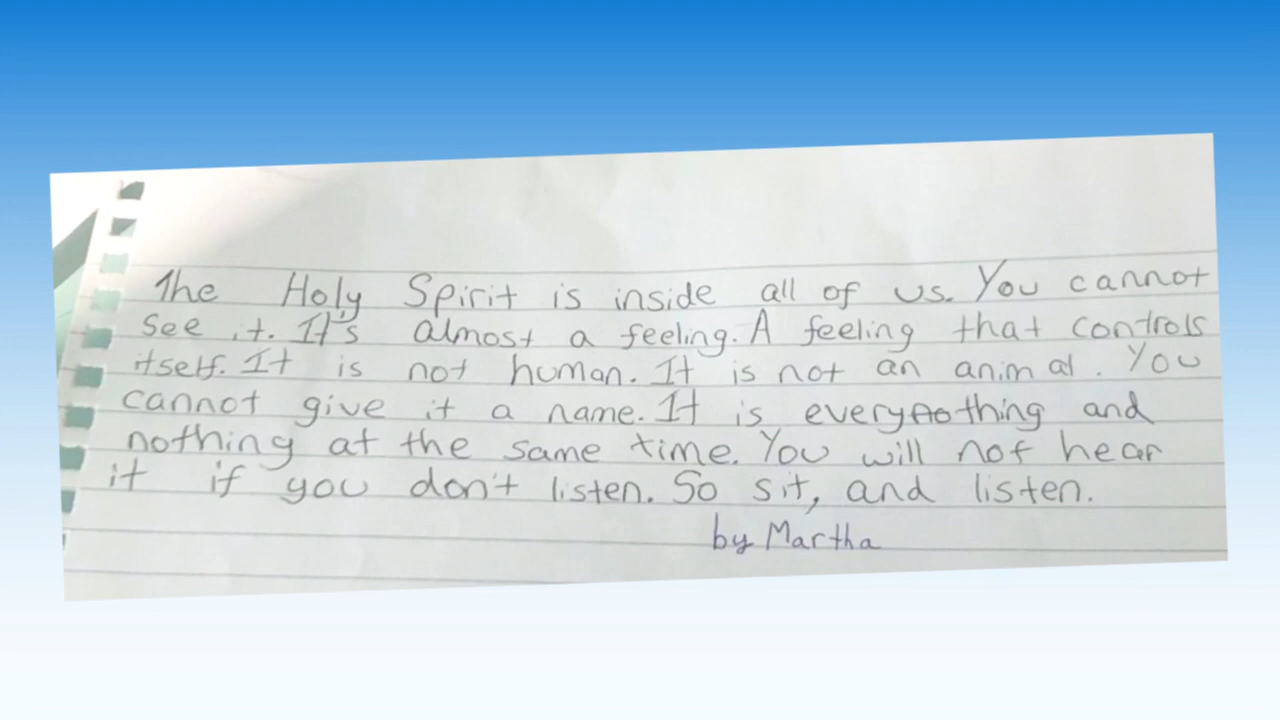 The Holy Spirit is inside all of us. You cannot
see it. It's almost a feeling. A feeling that controls
itself. It is not human. It is not an animal. You
cannot give it a name. It is everynothing and
nothing at the same time. You will not hear
it if you don't listen. So sit, and listen.
by Martha